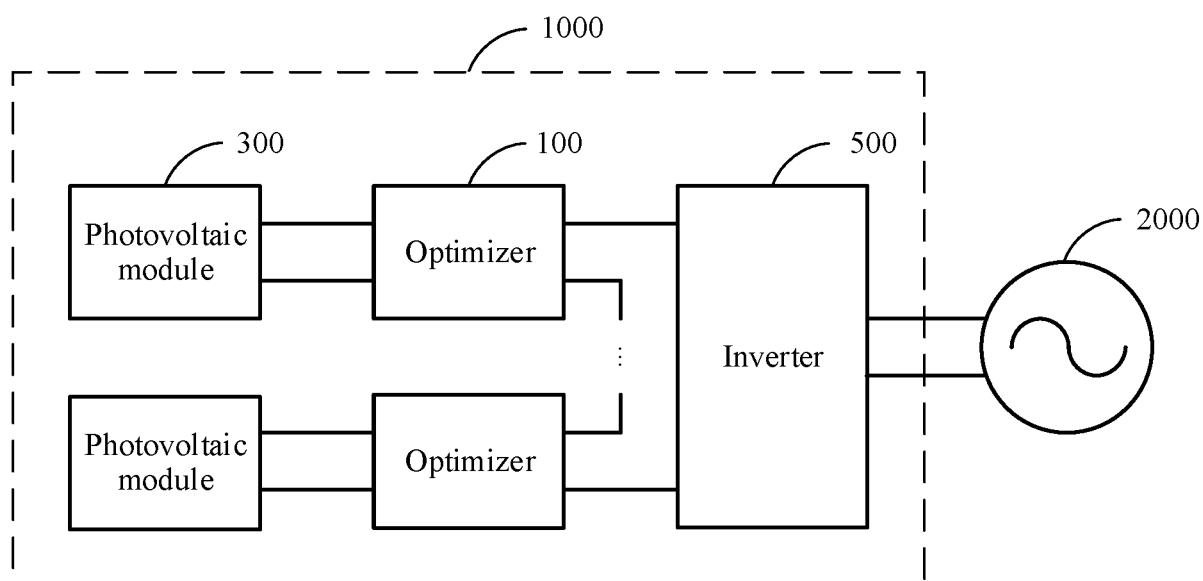 1000
300
100
500
2000
Photovoltaic
module
Optimizer
Inverter
Photovoltaic
module
Optimizer